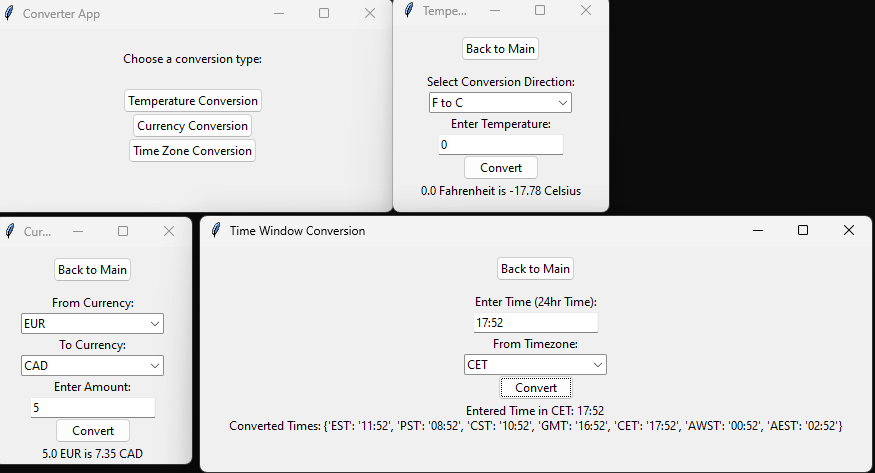 Converter App
Choose a conversion type:
Temperature Conversion
Currency Conversion
Time Zone Conversion
Tempe...
Back to Main
Select Conversion Direction:
F to C
Enter Temperature:
0
Convert
0.0 Fahrenheit is -17.78 Celsius
Cur...
Back to Main
From Currency:
EUR
To Currency:
CAD
Enter Amount:
5
Convert
5.0 EUR is 7.35 CAD
Time Window Conversion
Back to Main
Enter Time (24hr Time):
17:52
From Timezone:
CET
Convert
Entered Time in CET: 17:52
Converted Times: {'EST': '11:52', 'PST': '08:52', 'CST': '10:52', 'GMT': '16:52', 'CET': '17:52', 'AWST': '00:52', 'AEST': '02:52'}